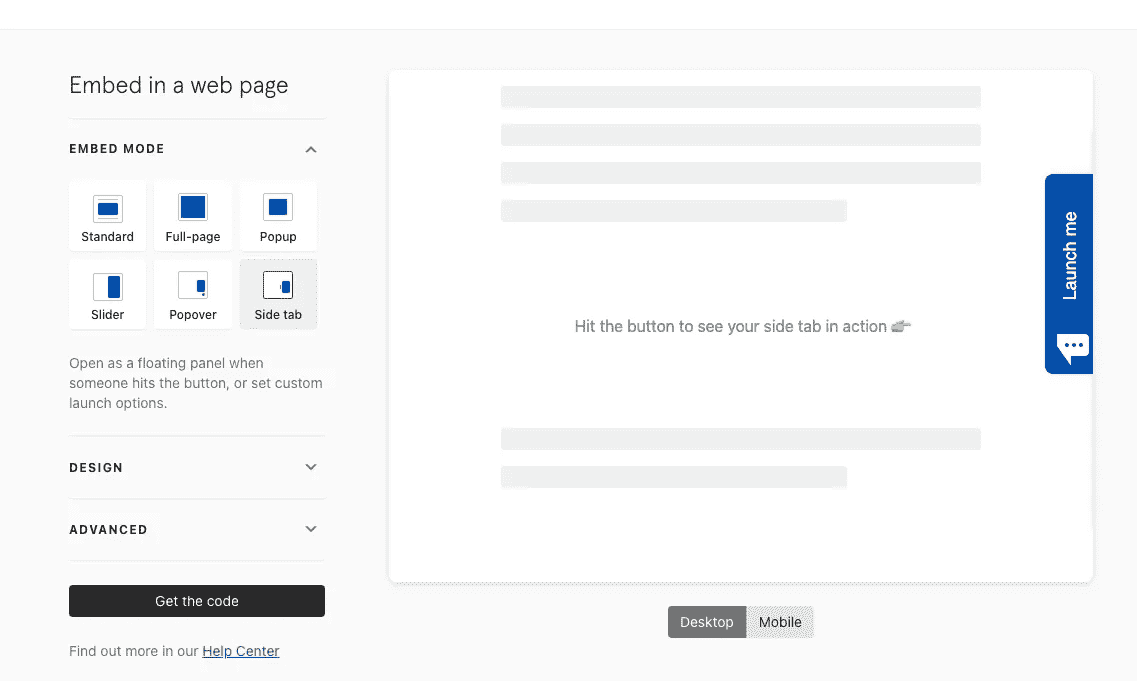 Embed in a web page
EMBED MODE
Standard
Full-page
Popup
Slider
Popover
Side tab
Open as a floating panel when
someone hits the button, or set custom
launch options.
DESIGN
ADVANCED
Get the code
Find out more in our Help Center
Hit the button to see your side tab in action
Launch me
Desktop
Mobile